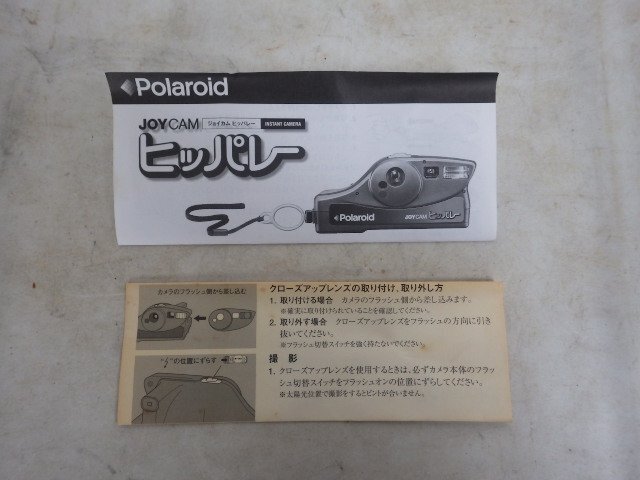 Polaroid
JOYCAM ジョイカム ヒッパレー INSTANT CAMERA
ヒッパレー
Polaroid JOYCAM ヒッパレー
カメラのフラッシュ側から差し込む
"ϟ"の位置にずらす
クローズアップレンズの取り付け、取り外し方
1. 取り付ける場合 カメラのフラッシュ側から差し込みます。
※確実に取り付けられていることを確認してください。
2. 取り外す場合 クローズアップレンズをフラッシュの方向に引き
抜いてください。
※フラッシュ切替スイッチを強く持たないでください。
撮 影
1. クローズアップレンズを使用するときは、必ずカメラ本体のフラッ
シュ切替スイッチをフラッシュオンの位置にずらしてください。
※太陽光位置で撮影をするとピントが合いません。